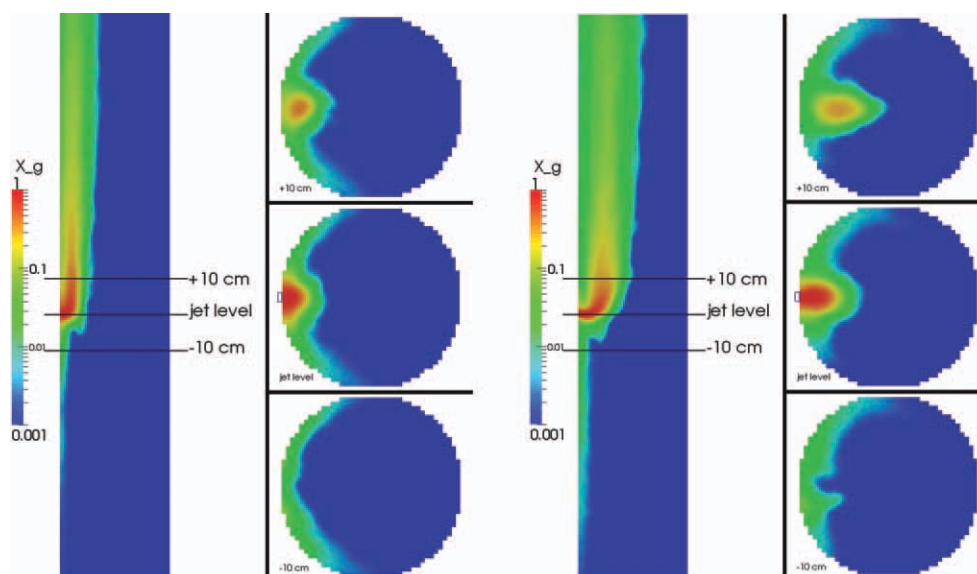 X_g
1
0.1
0.01
0.001
+10 cm
jet level
-10 cm
+10 cm
jet level
-10 cm
X_g
1
0.1
0.01
0.001
+10 cm
jet level
-10 cm
+10 cm
jet level
-10 cm